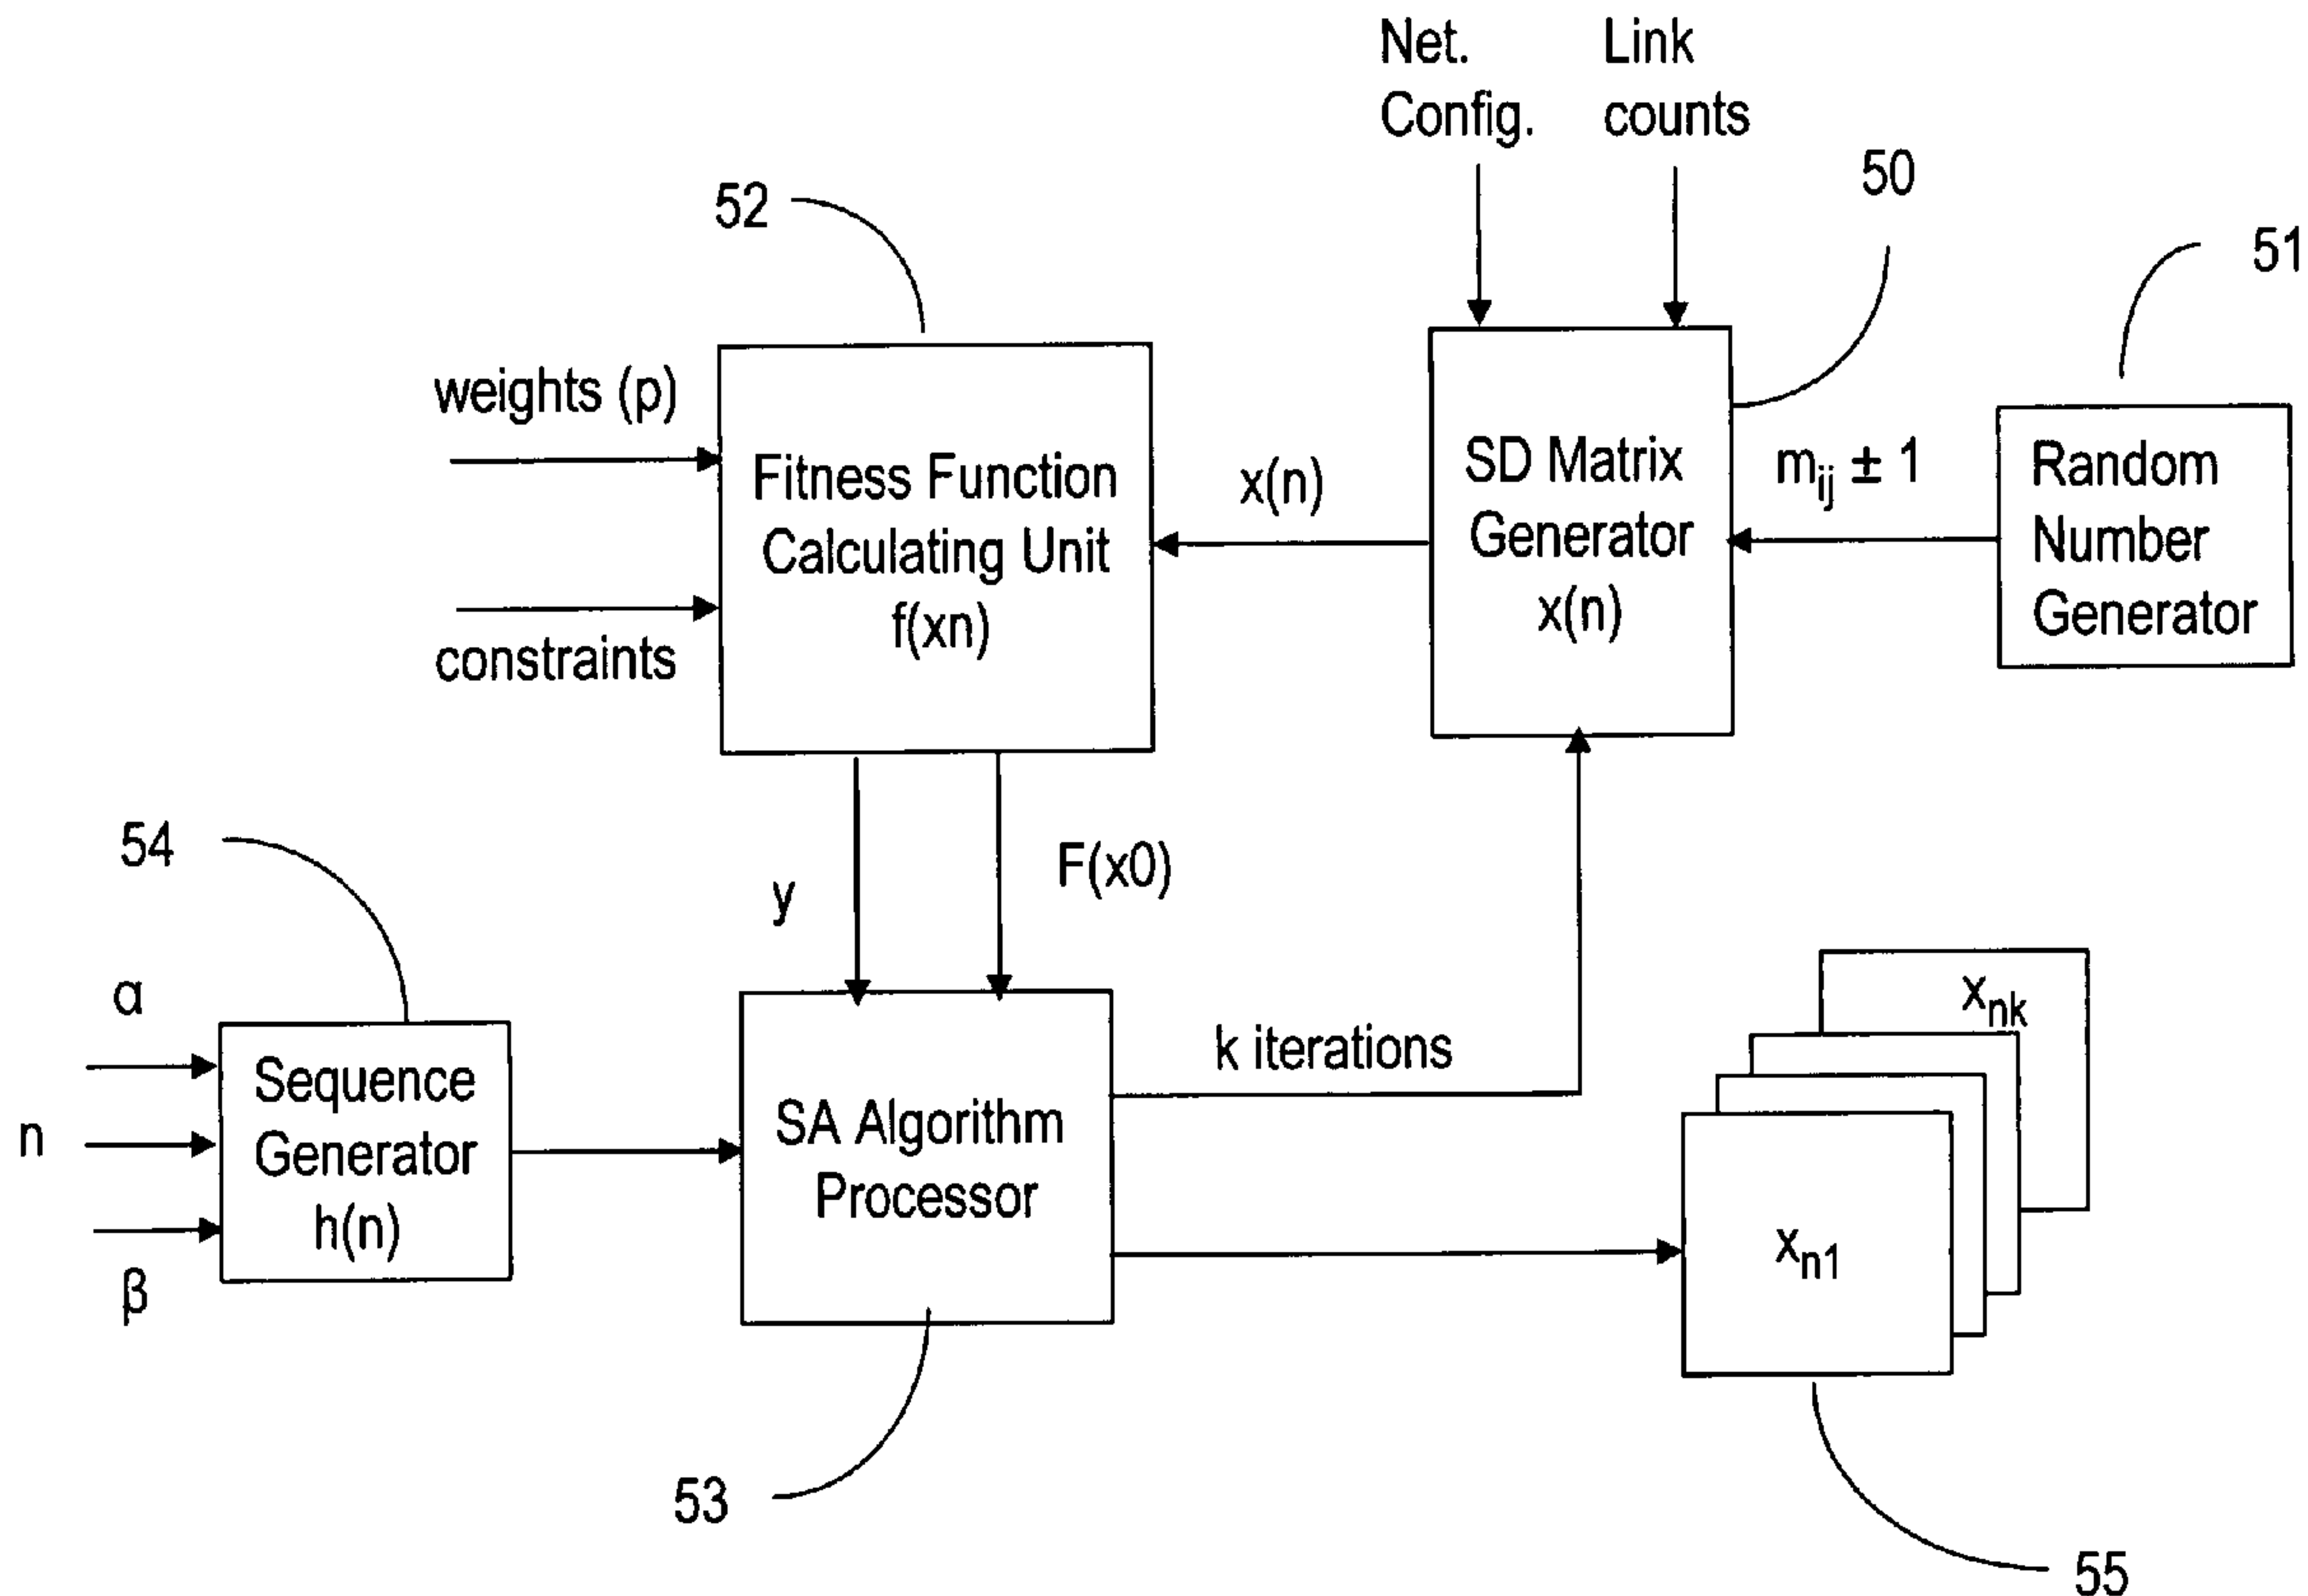 Net.
Config.
Link
counts
50
52
51
weights (p)
constraints
Fitness Function
Calculating Unit
f(xn)
x(n)
SD Matrix
Generator
x(n)
mij ± 1
Random
Number
Generator
54
y
F(x0)
α
n
β
Sequence
Generator
h(n)
SA Algorithm
Processor
k iterations
xnk
xn1
53
55